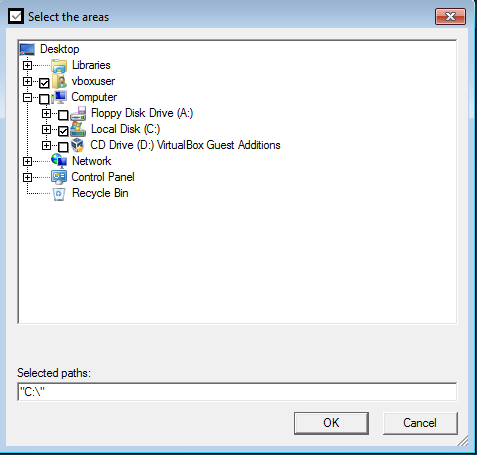 Select the areas
Desktop
Libraries
vboxuser
Computer
Floppy Disk Drive (A:)
Local Disk (C:)
CD Drive (D:) VirtualBox Guest Additions
Network
Control Panel
Recycle Bin
Selected paths:
"C:\"
OK
Cancel